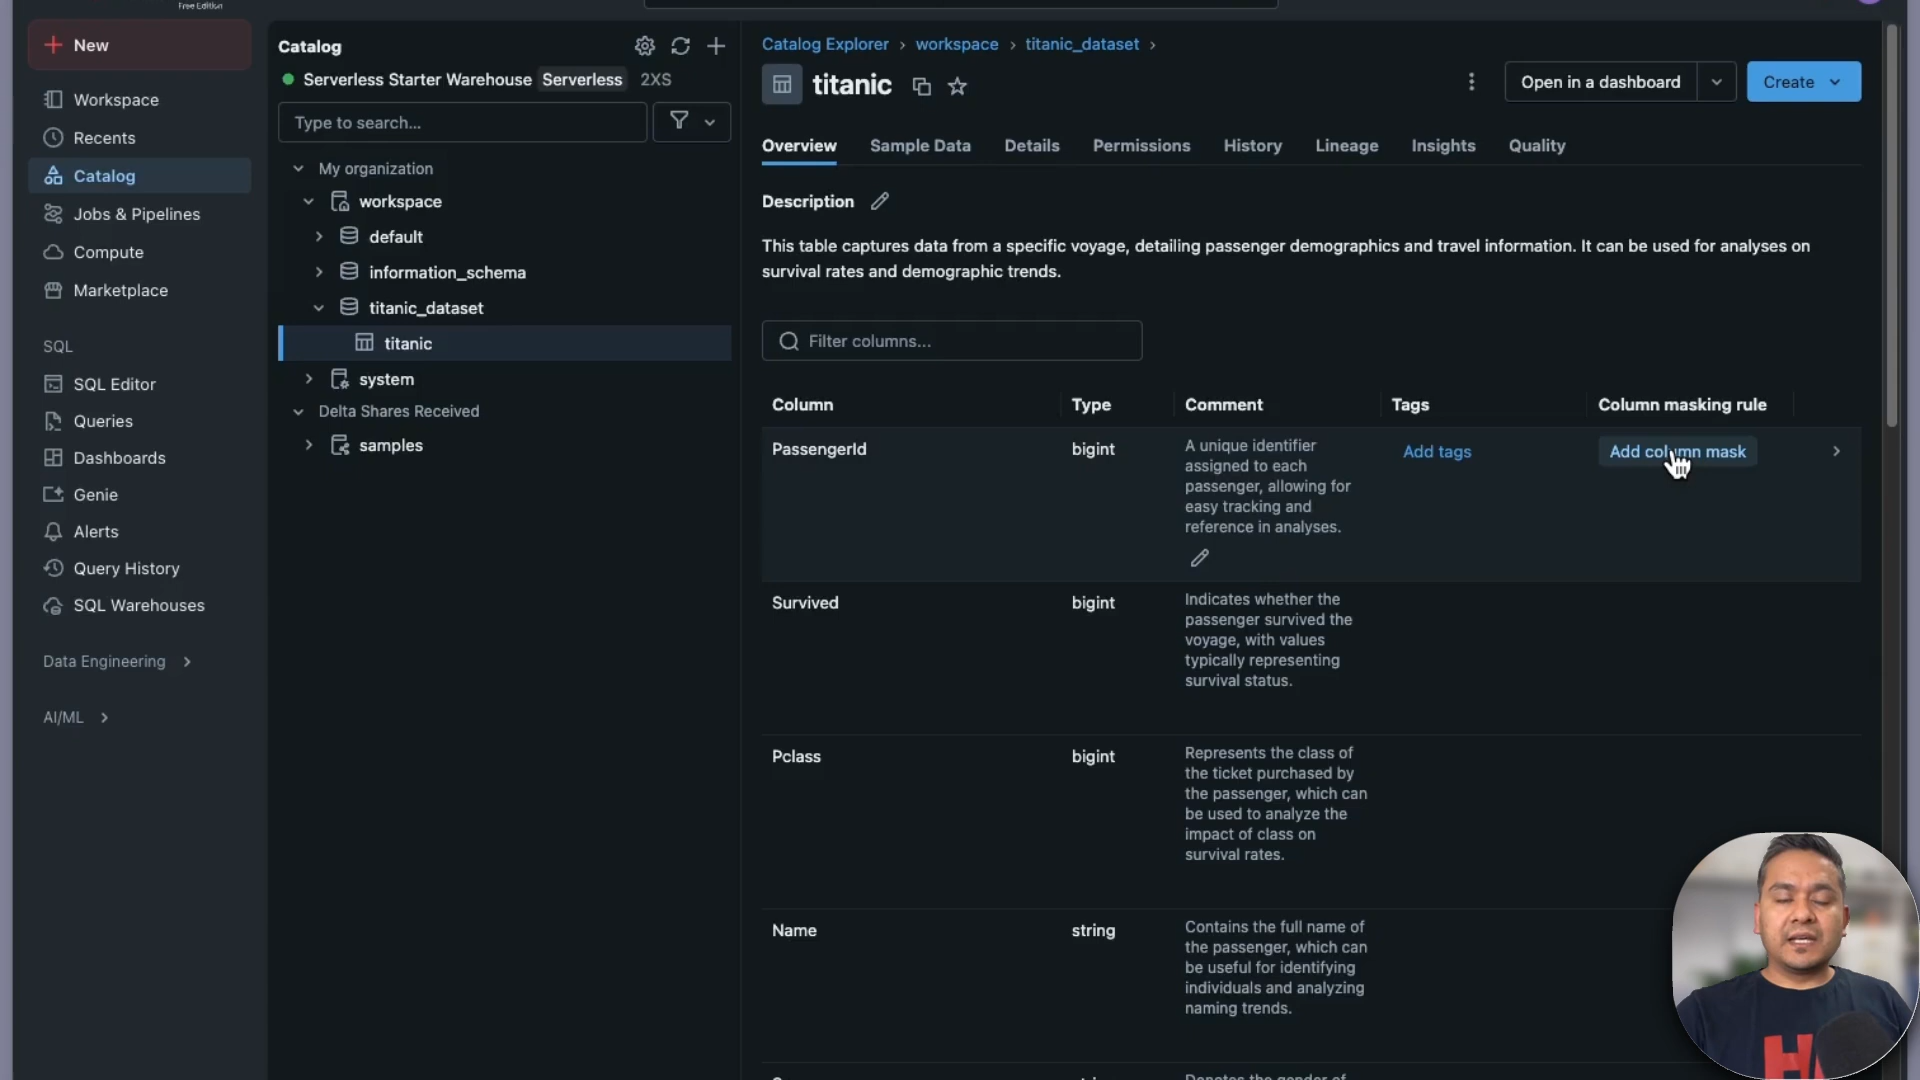 Free Edition
New
Workspace
Recents
Catalog
Jobs & Pipelines
Compute
Marketplace
SQL
SQL Editor
Queries
Dashboards
Genie
Alerts
Query History
SQL Warehouses
Data Engineering
AI/ML
Catalog
Serverless Starter Warehouse Serverless 2XS
Type to search...
My organization
workspace
default
information_schema
titanic_dataset
titanic
system
Delta Shares Received
samples
Catalog Explorer > workspace > titanic_dataset >
titanic
Open in a dashboard
Create
Overview Sample Data Details Permissions History Lineage Insights Quality
Description
This table captures data from a specific voyage, detailing passenger demographics and travel information. It can be used for analyses on
survival rates and demographic trends.
Filter columns...
Column Type Comment Tags Column masking rule
PassengerId bigint
A unique identifier
assigned to each
passenger, allowing for
easy tracking and
reference in analyses.
Add tags
Add column mask
Survived bigint
Indicates whether the
passenger survived the
voyage, with values
typically representing
survival status.
Pclass bigint
Represents the class of
the ticket purchased by
the passenger, which can
be used to analyze the
impact of class on
survival rates.
Name string
Contains the full name of
the passenger, which can
be useful for identifying
individuals and analyzing
naming trends.
Denotes the gender of